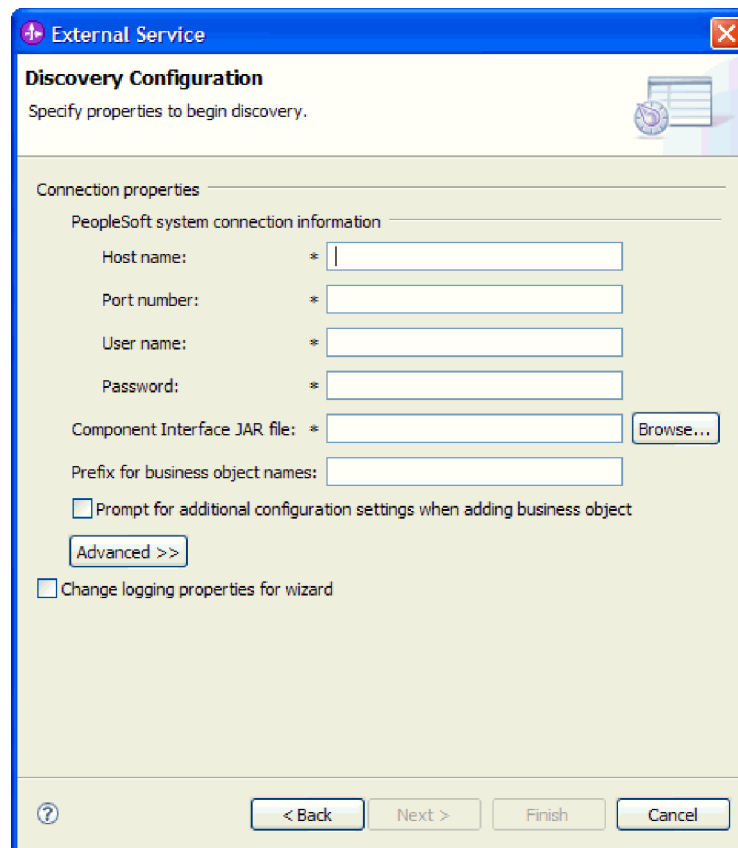 External Service
Discovery Configuration
Specify properties to begin discovery.
Connection properties
PeopleSoft system connection information
Host name: *
Port number: *
User name: *
Password: *
Component Interface JAR file: * Browse...
Prefix for business object names:
Prompt for additional configuration settings when adding business object
Advanced >>
Change logging properties for wizard
? < Back Next > Finish Cancel